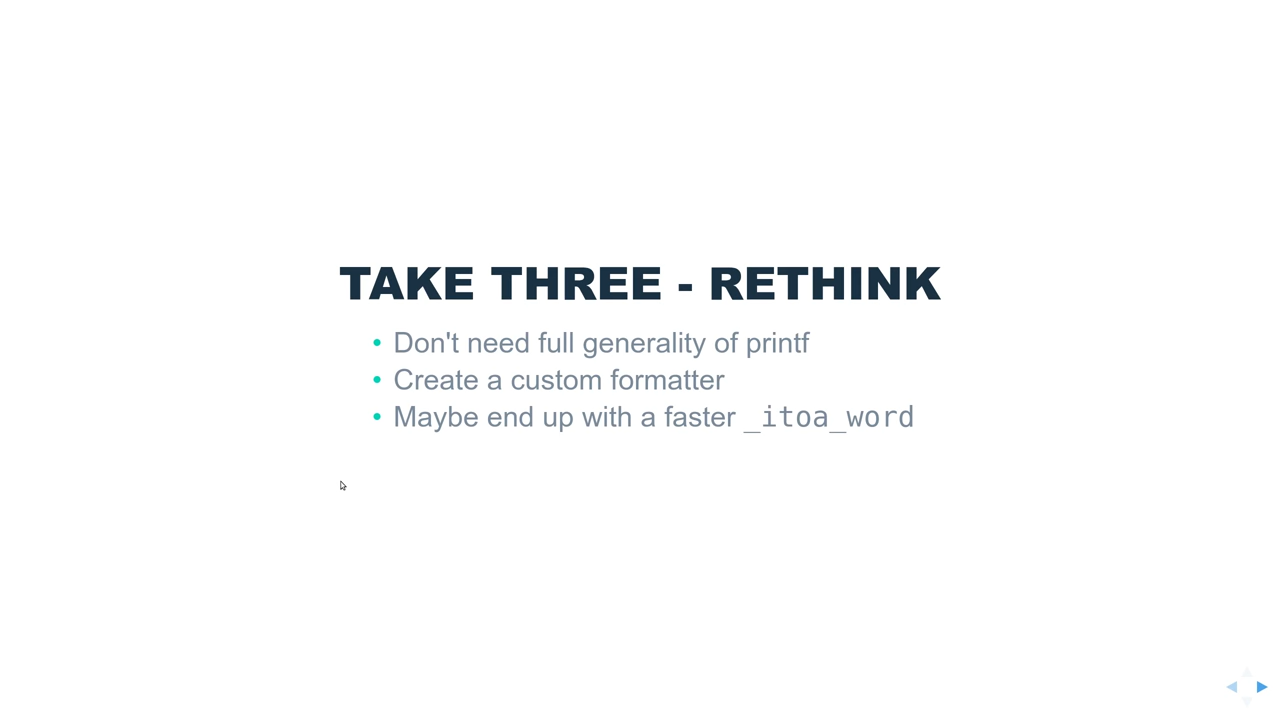 TAKE THREE - RETHINK
• Don't need full generality of printf
• Create a custom formatter
• Maybe end up with a faster _itoa_word